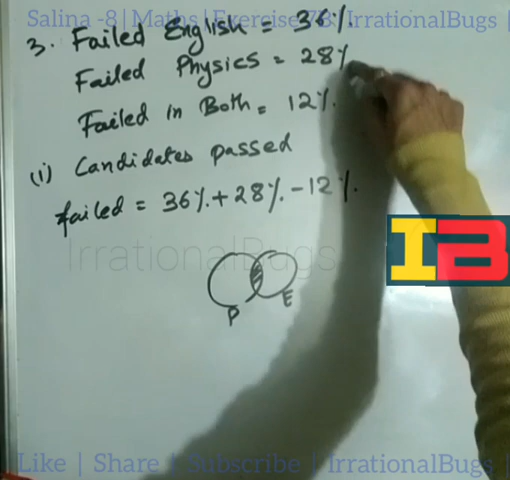 Salina -8 | Maths | Exercise 7B | IrrationalBugs |
3. Failed English = 36%.
Failed Physics = 28%
Failed in Both = 12%.
(i) Candidates passed
failed = 36% + 28% - 12%.
IrrationalBugs
IB
P E
Like | Share | Subscribe | IrrationalBugs |